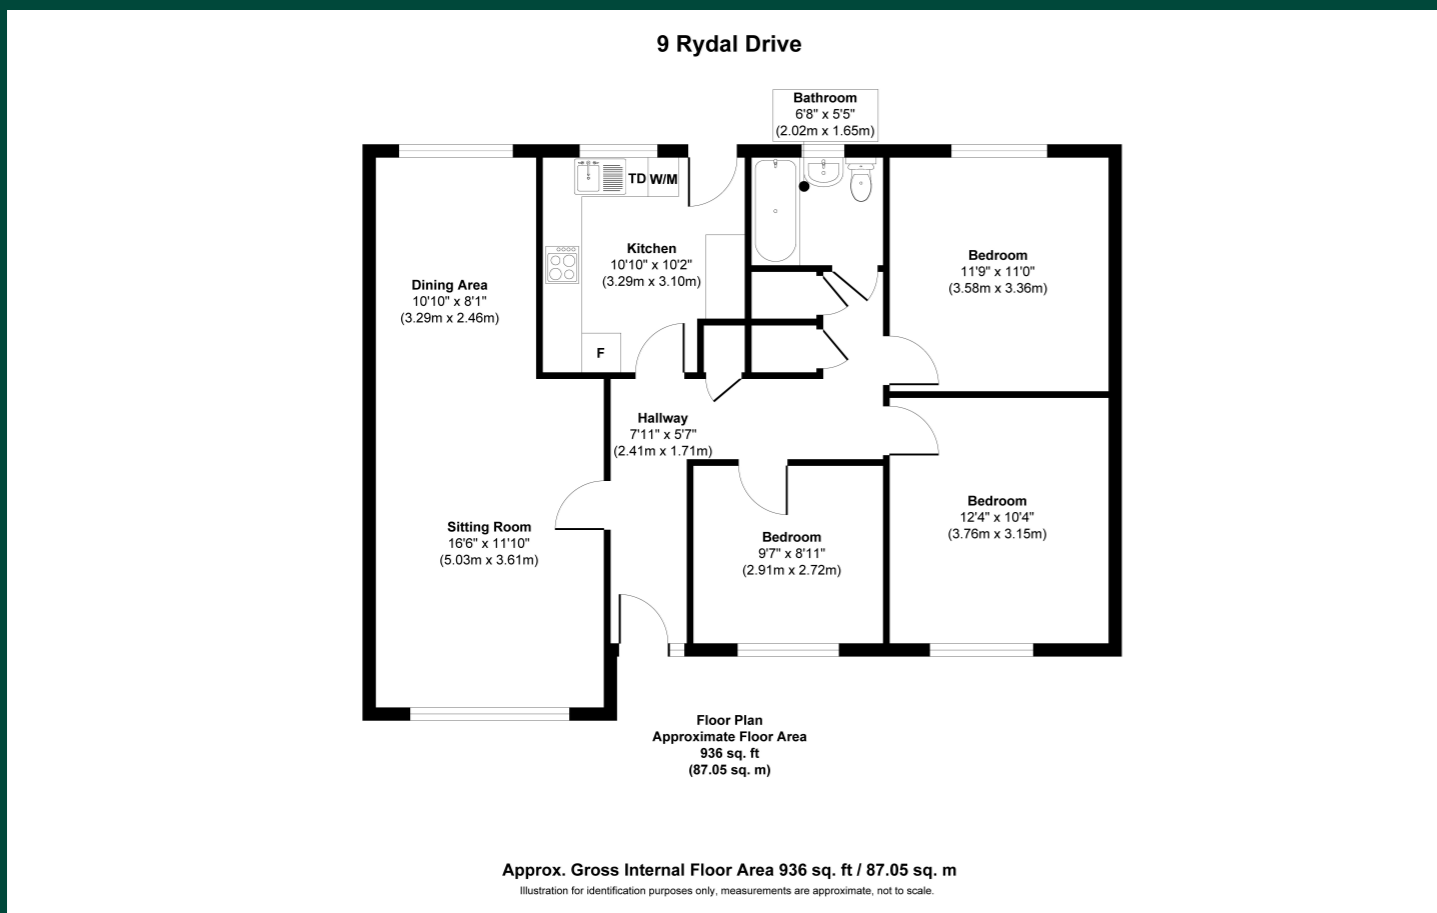 9 Rydal Drive
Bathroom
6'8" x 5'5"
(2.02m x 1.65m)
TD W/M
Kitchen
10'10" x 10'2"
(3.29m x 3.10m)
Bedroom
11'9" x 11'0"
(3.58m x 3.36m)
Dining Area
10'10" x 8'1"
(3.29m x 2.46m)
F
Hallway
7'11" x 5'7"
(2.41m x 1.71m)
Sitting Room
16'6" x 11'10"
(5.03m x 3.61m)
Bedroom
9'7" x 8'11"
(2.91m x 2.72m)
Bedroom
12'4" x 10'4"
(3.76m x 3.15m)
Floor Plan
Approximate Floor Area
936 sq. ft
(87.05 sq. m)
Approx. Gross Internal Floor Area 936 sq. ft / 87.05 sq. m
Illustration for identification purposes only, measurements are approximate, not to scale.